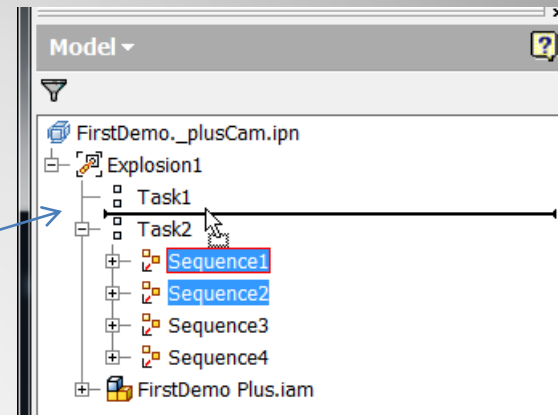 Model
?
FirstDemo._plusCam.ipn
Explosion1
Task1
Task2
Sequence1
Sequence2
Sequence3
Sequence4
FirstDemo Plus.iam